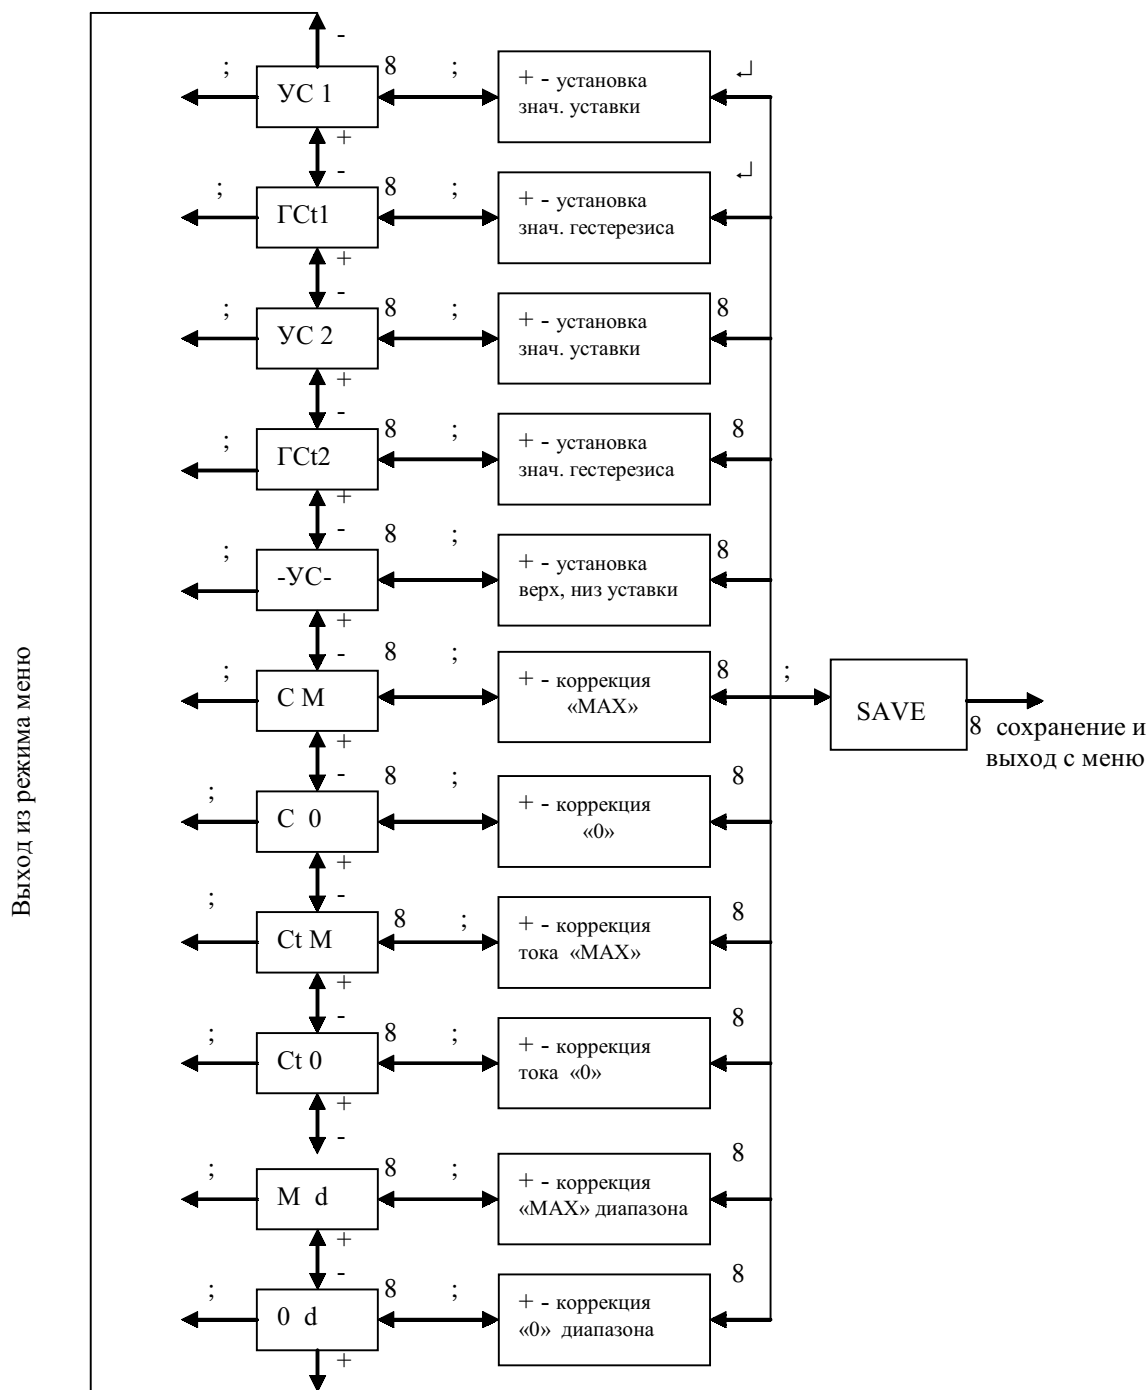 -
; 8 ; ↵
УС 1
+ - установка
знач. уставки
+
-
; 8 ; ↵
ГСt1
+ - установка
знач. гестерезиса
+
-
; 8 ; 8
УС 2
+ - установка
знач. уставки
+
-
; 8 ; 8
ГСt2
+ - установка
знач. гестерезиса
+
-
; 8 ; 8
-УС-
+ - установка
верх, низ уставки
+
-
; 8 ; 8 ;
С М
+ - коррекция
«МАХ»
SAVE
8 сохранение и
выход с меню
Выход из режима меню
+
-
; 8 ; 8
С 0
+ - коррекция
«0»
+
-
; 8 ; 8
Ct M
+ - коррекция
тока «МАХ»
+
-
; 8 ; 8
Ct 0
+ - коррекция
тока «0»
+
-
; 8 ; 8
М d
+ - коррекция
«МАХ» диапазона
+
-
; 8 ; 8
0 d
+ - коррекция
«0» диапазона
+